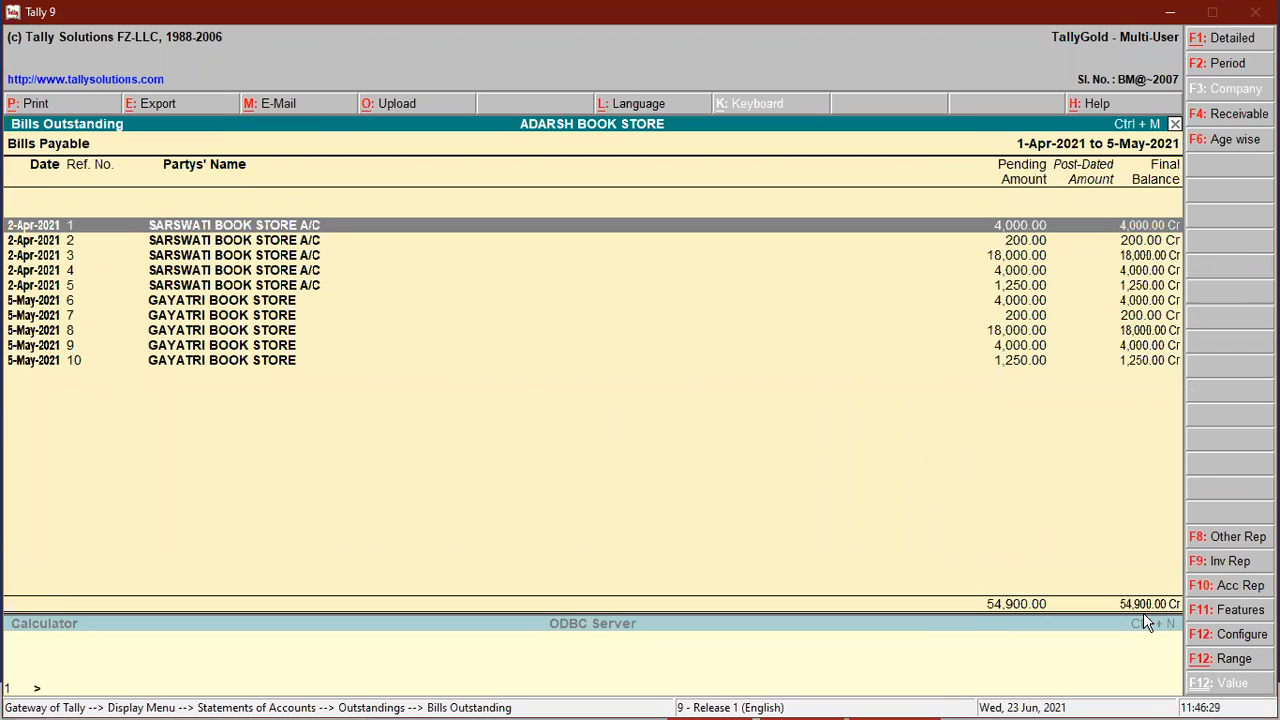 Tally 9
(c) Tally Solutions FZ-LLC, 1988-2006
TallyGold - Multi-User
http://www.tallysolutions.com
Sl. No. : BM@~2007
P: Print E: Export M: E-Mail O: Upload L: Language K: Keyboard H: Help
Bills Outstanding ADARSH BOOK STORE Ctrl + M
Bills Payable 1-Apr-2021 to 5-May-2021
Date Ref. No. Partys' Name Pending Post-Dated Final
Amount Amount Balance
2-Apr-2021 1 SARSWATI BOOK STORE A/C 4,000.00 4,000.00 Cr
2-Apr-2021 2 SARSWATI BOOK STORE A/C 200.00 200.00 Cr
2-Apr-2021 3 SARSWATI BOOK STORE A/C 18,000.00 18,000.00 Cr
2-Apr-2021 4 SARSWATI BOOK STORE A/C 4,000.00 4,000.00 Cr
2-Apr-2021 5 SARSWATI BOOK STORE A/C 1,250.00 1,250.00 Cr
5-May-2021 6 GAYATRI BOOK STORE 4,000.00 4,000.00 Cr
5-May-2021 7 GAYATRI BOOK STORE 200.00 200.00 Cr
5-May-2021 8 GAYATRI BOOK STORE 18,000.00 18,000.00 Cr
5-May-2021 9 GAYATRI BOOK STORE 4,000.00 4,000.00 Cr
5-May-2021 10 GAYATRI BOOK STORE 1,250.00 1,250.00 Cr
54,900.00 54,900.00 Cr
Calculator ODBC Server + N
1 >
Gateway of Tally --> Display Menu --> Statements of Accounts --> Outstandings --> Bills Outstanding 9 - Release 1 (English) Wed, 23 Jun, 2021 11:46:29
F1: Detailed
F2: Period
F3: Company
F4: Receivable
F6: Age wise
F8: Other Rep
F9: Inv Rep
F10: Acc Rep
F11: Features
F12: Configure
F12: Range
F12: Value